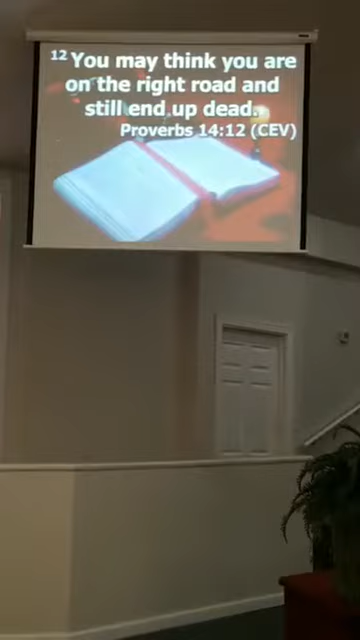 12 You may think you are
on the right road and
still end up dead.
Proverbs 14:12 (CEV)